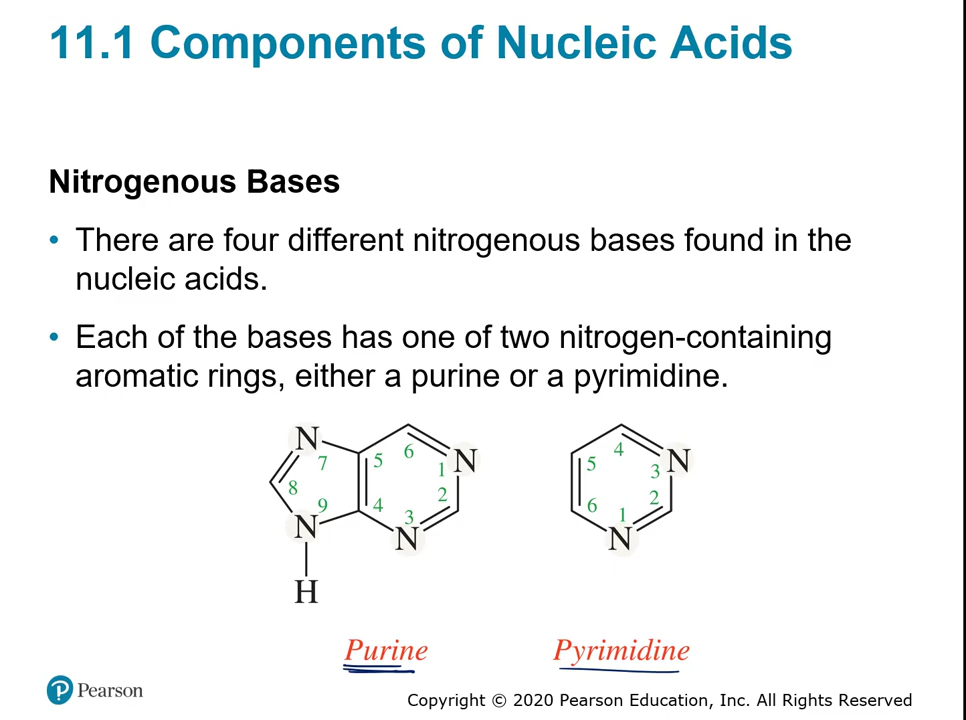 11.1 Components of Nucleic Acids
Nitrogenous Bases
• There are four different nitrogenous bases found in the
nucleic acids.
• Each of the bases has one of two nitrogen-containing
aromatic rings, either a purine or a pyrimidine.
N 7 8 9 N H 5 4 6 1 N 2 3 N
4 5 3 N 6 2 1 N
Purine
Pyrimidine
P Pearson
Copyright © 2020 Pearson Education, Inc. All Rights Reserved